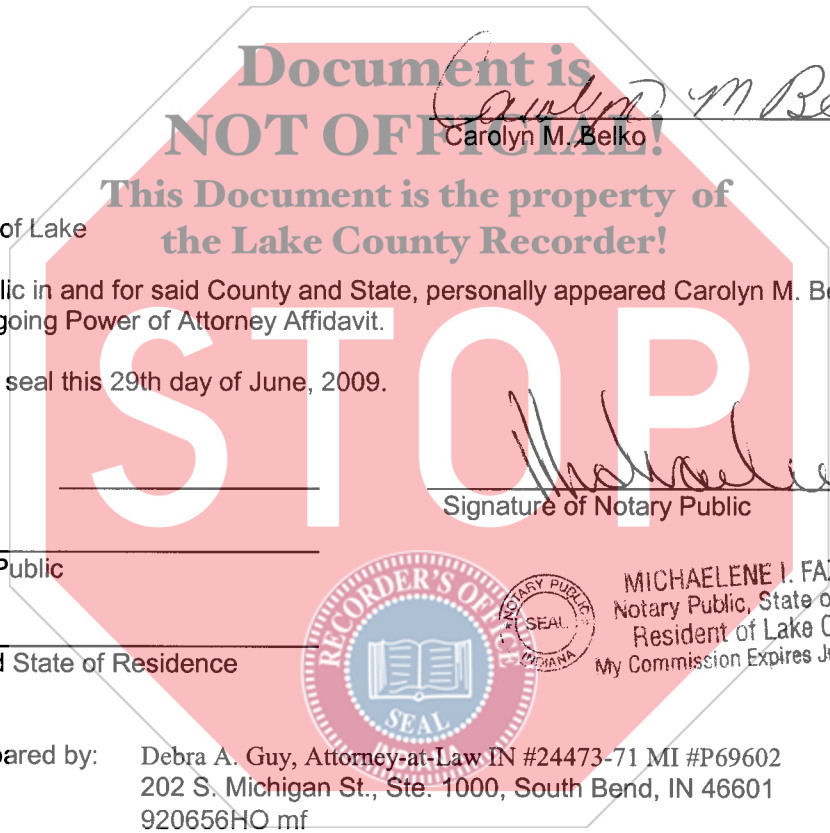 Document is
NOT OFFICIAL!
This Document is the property of
the Lake County Recorder!
STOP
Carolyn M Be
Carolyn M. Belko
of Lake
lic in and for said County and State, personally appeared Carolyn M. Be
going Power of Attorney Affidavit.
seal this 29th day of June, 2009.
Signature of Notary Public
Public
MICHAELENE I. FA
Notary Public, State o
Resident of Lake C
My Commission Expires J
NOTARY PUBLIC
SEAL
INDIANA
State of Residence
RECORDER'S OFFICE
SEAL
INDIANA
pared by: Debra A. Guy, Attorney-at-Law IN #24473-71 MI #P69602
202 S. Michigan St., Ste. 1000, South Bend, IN 46601
920656HO mf